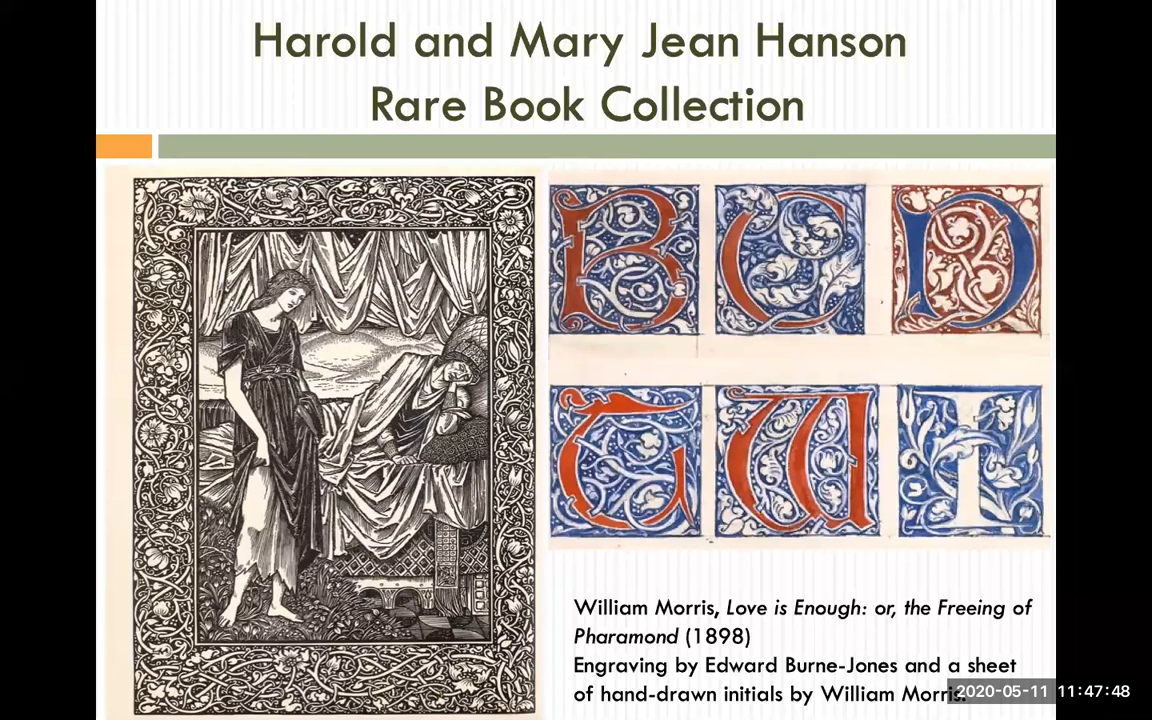 Harold and Mary Jean Hanson
Rare Book Collection
B C D
T W I
William Morris, Love is Enough: or, the Freeing of
Pharamond (1898)
Engraving by Edward Burne-Jones and a sheet
of hand-drawn initials by William Morris.
2020-05-11 11:47:48